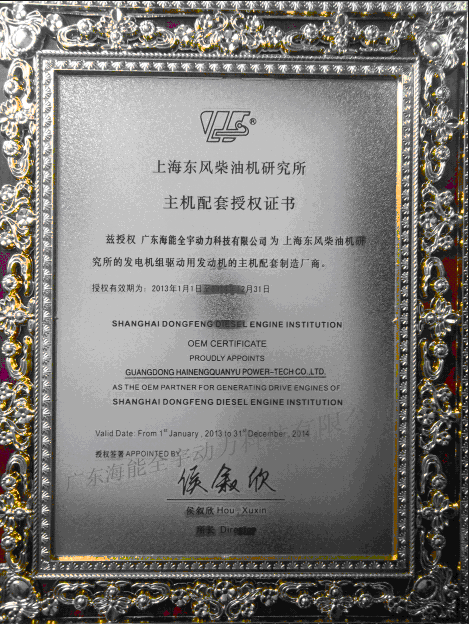 上海东风柴油机研究所
主机配套授权证书
兹授权 广东海能全宇动力科技有限公司 为 上海东风柴油机研
究所的发电机组驱动用发动机的主机配套制造厂商。
授权有效期为: 2013年1月1日 月31日
SHANGHAI DONGFENG DIESEL ENGINE INSTITUTION
OEM CERTIFICATE
PROUDLY APPOINTS
GUANGDONG HAINENGQUANYU POWER-TECH CO.,LTD.
AS THE OEM PARTNER FOR GENERATING DRIVE ENGINES OF
SHANGHAI DONGFENG DIESEL ENGINE INSTITUTION
Valid Date: From 1st January , 2013 to 31st December , 2014
授权签署 APPOINTED BY
广东海能全宇动力科技有限公
侯叙欣
侯叙欣 Hou , Xuxin
所长 Director